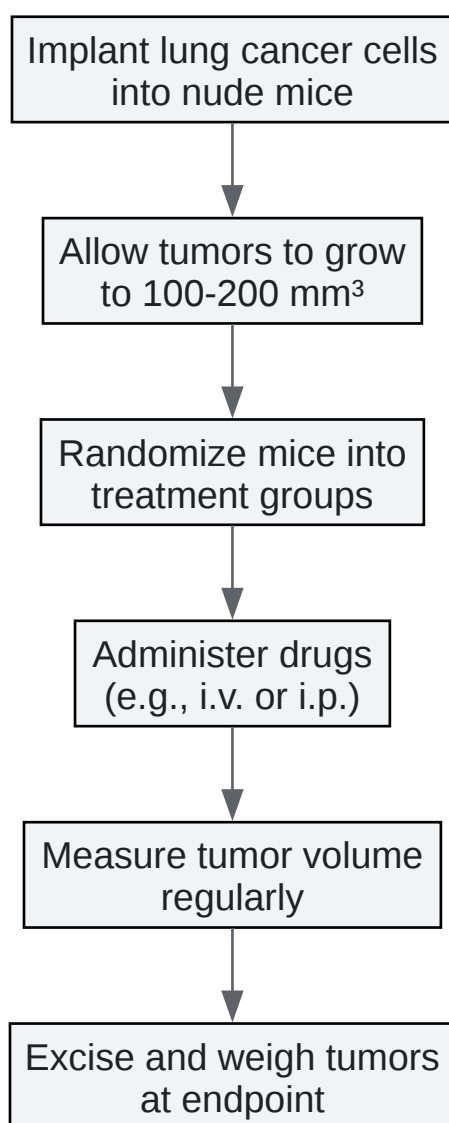 Implant lung cancer cells
into nude mice
Allow tumors to grow
to 100-200 mm³
Randomize mice into
treatment groups
Administer drugs
(e.g., i.v. or i.p.)
Measure tumor volume
regularly
Excise and weigh tumors
at endpoint